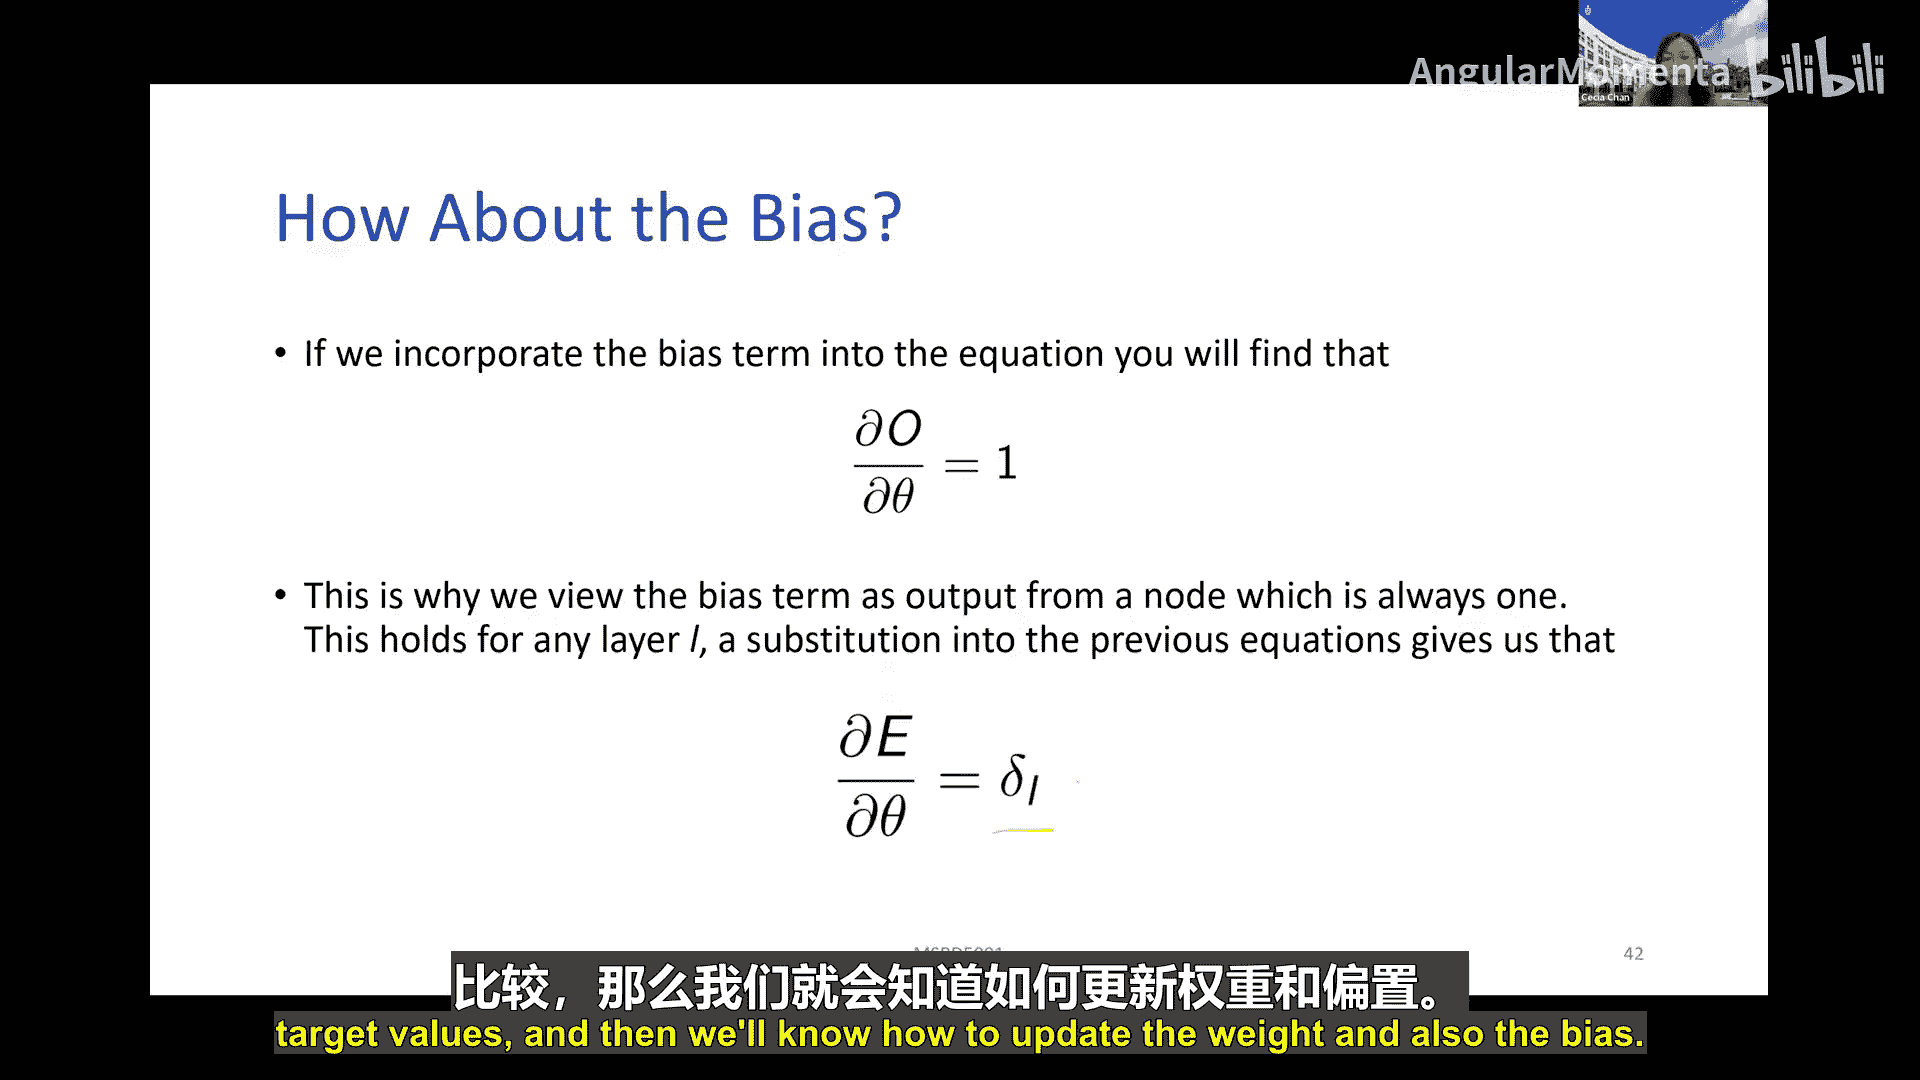 AngularMomenta bilibili
Cecia Chan
How About the Bias?
• If we incorporate the bias term into the equation you will find that
∂O/∂θ = 1
• This is why we view the bias term as output from a node which is always one.
This holds for any layer l, a substitution into the previous equations gives us that
∂E/∂θ = δ_l
42
比较，那么我们就会知道如何更新权重和偏置。
target values, and then we'll know how to update the weight and also the bias.